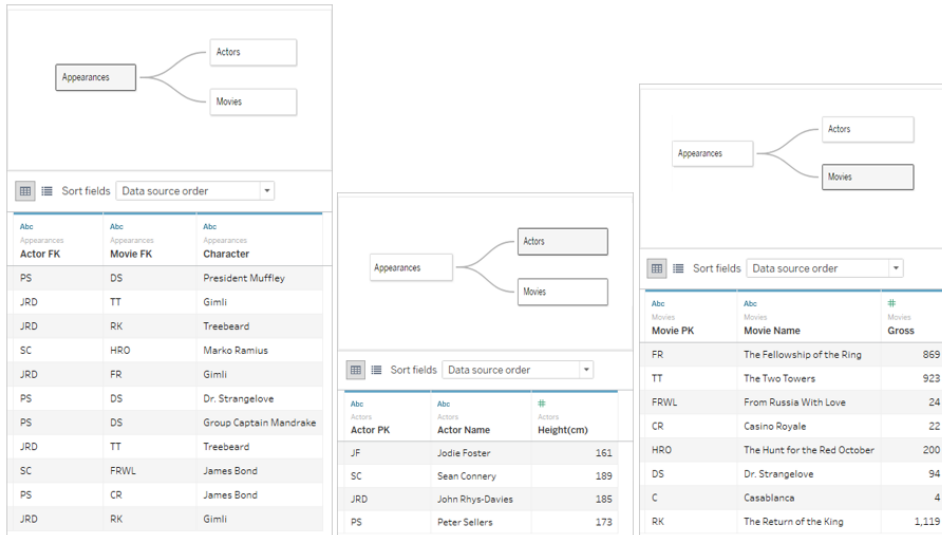 Appearances
Actors
Movies
Sort fields Data source order
Abc Abc Abc
Appearances Appearances Appearances
Actor FK Movie FK Character
PS DS President Muffley
JRD TT Gimli
JRD RK Treebeard
SC HRO Marko Ramius
JRD FR Gimli
PS DS Dr. Strangelove
PS DS Group Captain Mandrake
JRD TT Treebeard
SC FRWL James Bond
PS CR James Bond
JRD RK Gimli
Appearances
Actors
Movies
Sort fields Data source order
Abc Abc #
Actors Actors Actors
Actor PK Actor Name Height(cm)
JF Jodie Foster 161
SC Sean Connery 189
JRD John Rhys-Davies 185
PS Peter Sellers 173
Appearances
Actors
Movies
Sort fields Data source order
Abc Abc #
Movies Movies Movies
Movie PK Movie Name Gross
FR The Fellowship of the Ring 869
TT The Two Towers 923
FRWL From Russia With Love 24
CR Casino Royale 22
HRO The Hunt for the Red October 200
DS Dr. Strangelove 94
C Casablanca 4
RK The Return of the King 1,119